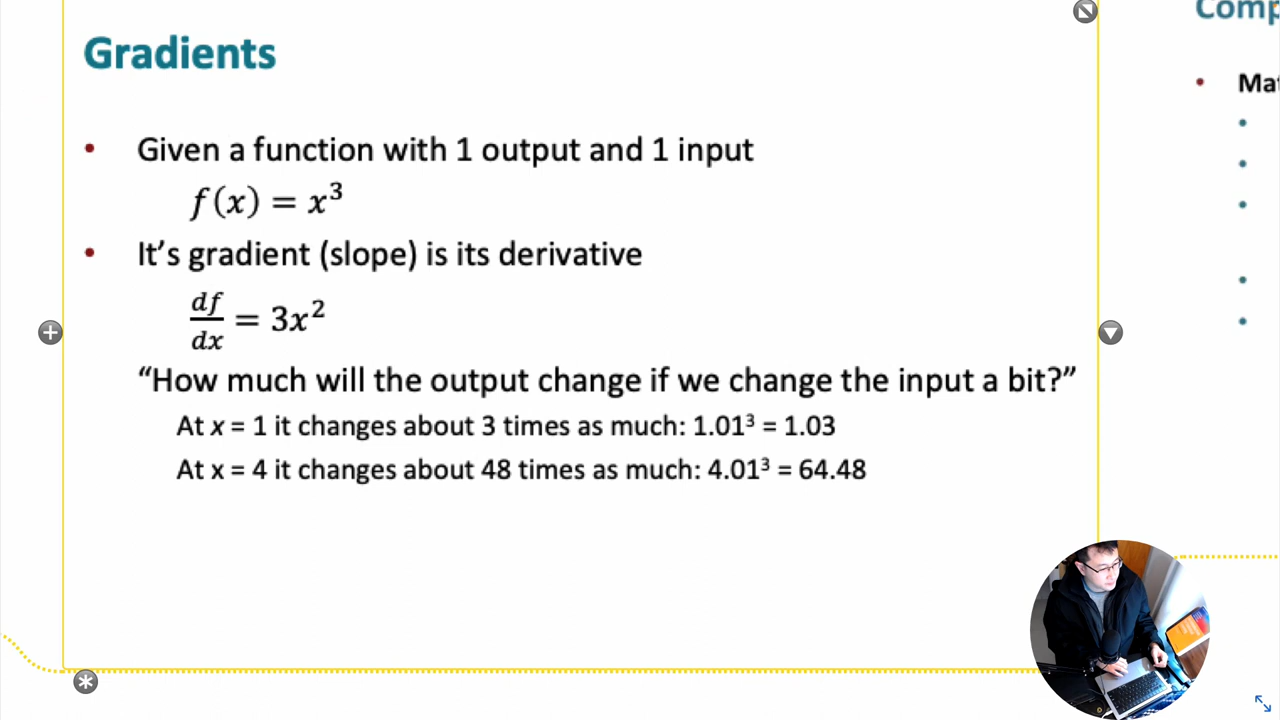 Gradients
• Given a function with 1 output and 1 input
f(x) = x³
• It's gradient (slope) is its derivative
df/dx = 3x²
“How much will the output change if we change the input a bit?”
At x = 1 it changes about 3 times as much: 1.01³ = 1.03
At x = 4 it changes about 48 times as much: 4.01³ = 64.48
Comp
• Mat